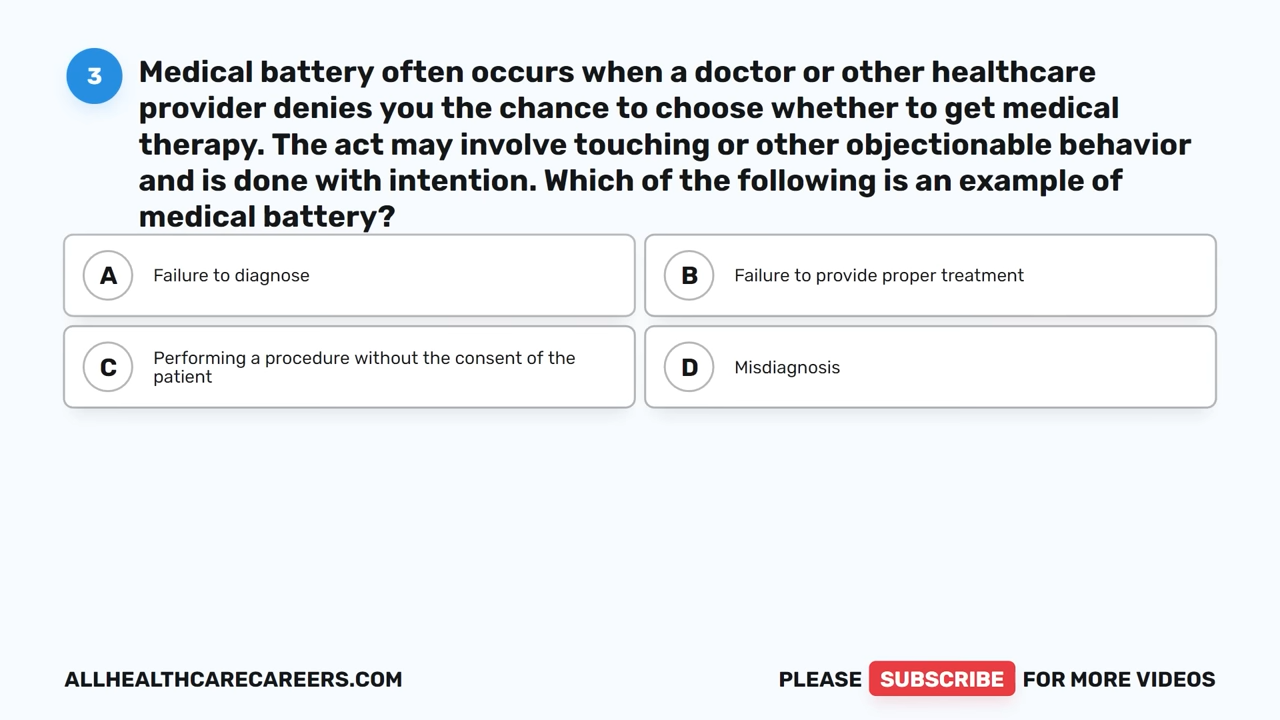 3
Medical battery often occurs when a doctor or other healthcare
provider denies you the chance to choose whether to get medical
therapy. The act may involve touching or other objectionable behavior
and is done with intention. Which of the following is an example of
medical battery?
A Failure to diagnose
B Failure to provide proper treatment
C Performing a procedure without the consent of the
patient
D Misdiagnosis
ALLHEALTHCARECAREERS.COM
PLEASE SUBSCRIBE FOR MORE VIDEOS